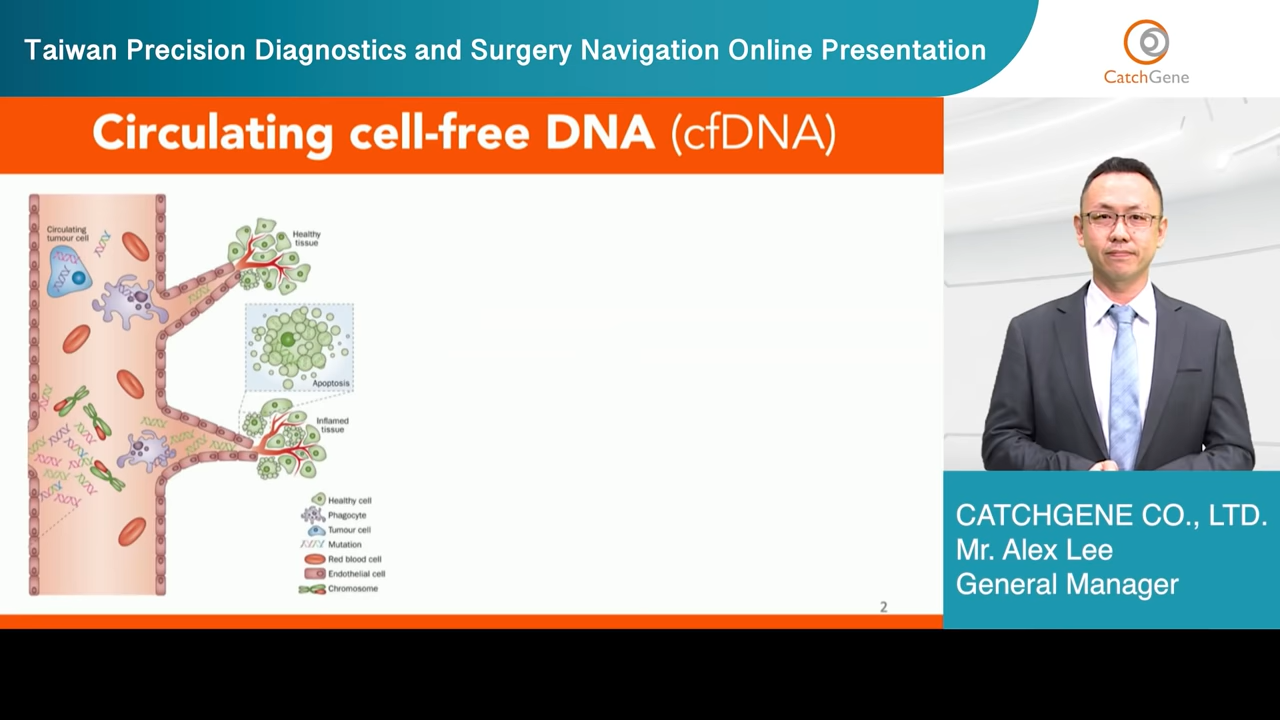 Taiwan Precision Diagnostics and Surgery Navigation Online Presentation
CatchGene
Circulating cell-free DNA (cfDNA)
Circulating
tumour cell
Healthy
tissue
Apoptosis
Inflamed
tissue
Healthy cell
Phagocyte
Tumour cell
Mutation
Red blood cell
Endothelial cell
Chromosome
2
CATCHGENE CO., LTD.
Mr. Alex Lee
General Manager